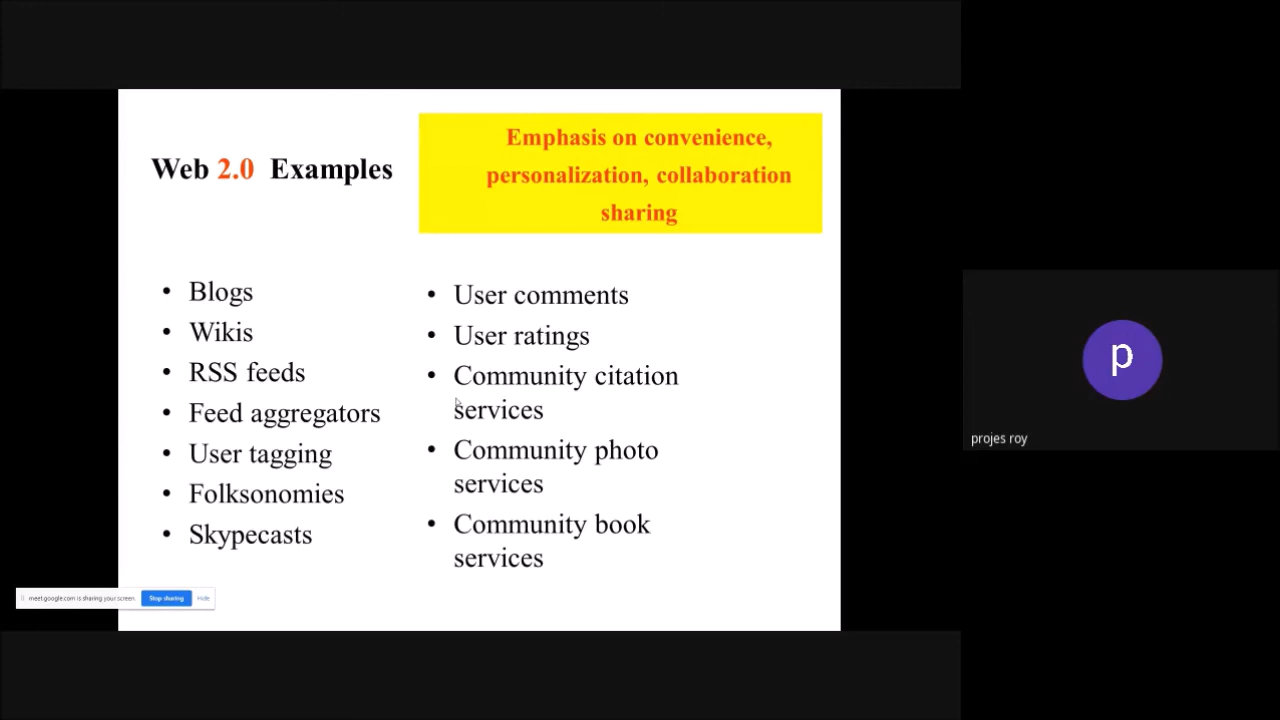 Web 2.0 Examples
Emphasis on convenience,
personalization, collaboration
sharing
• Blogs
• Wikis
• RSS feeds
• Feed aggregators
• User tagging
• Folksonomies
• Skypecasts
• User comments
• User ratings
• Community citation
services
• Community photo
services
• Community book
services
meet.google.com is sharing your screen.
Stop sharing
Hide
p
projes roy